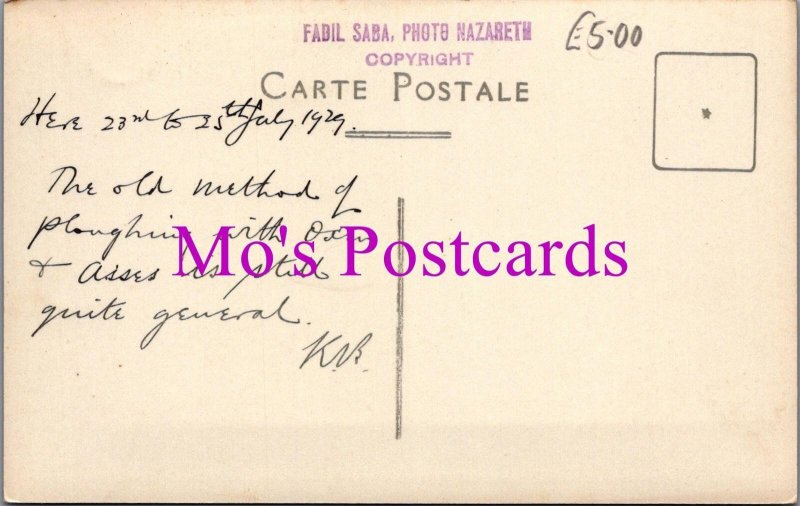 FADIL SABA, PHOTO NAZARETH
COPYRIGHT
£5-00
CARTE POSTALE
Here 23rd to 25th July 1929.
The old method of
ploughing with Oxen
& asses is still
quite general.
K.B.
Mo's Postcards